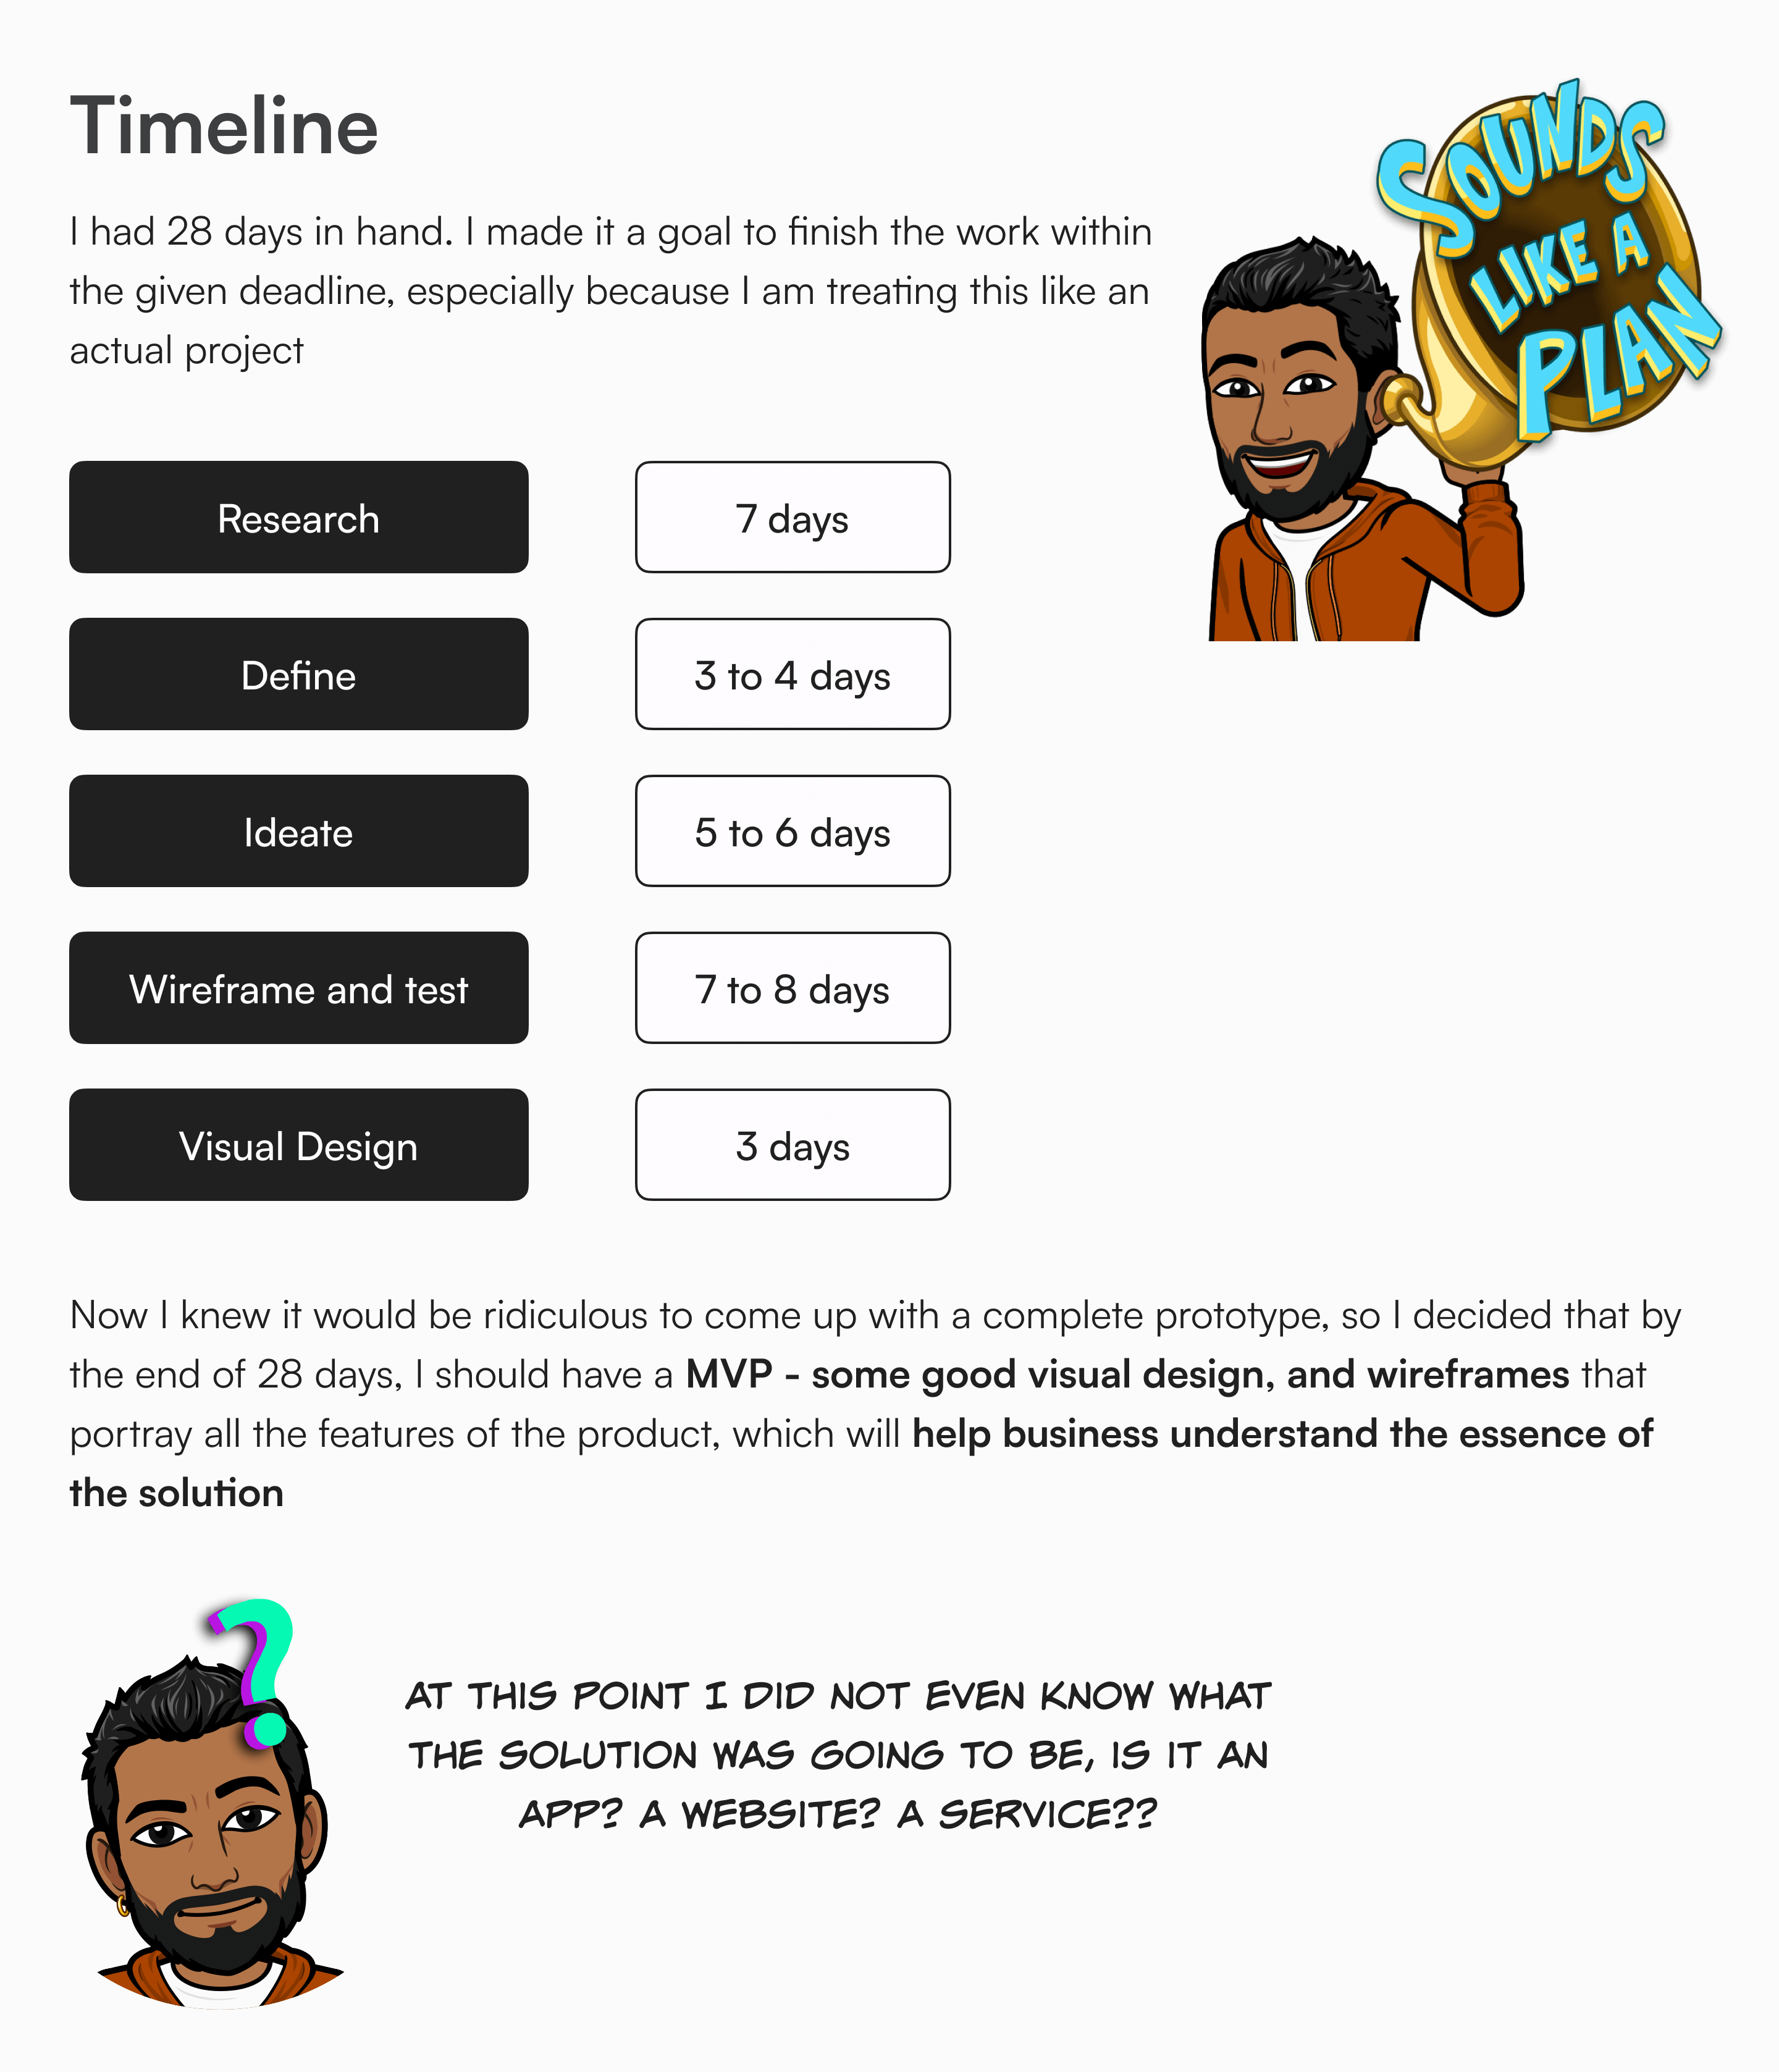 Timeline
I had 28 days in hand. I made it a goal to finish the work within
the given deadline, especially because I am treating this like an
actual project
SOUNDS
LIKE A
PLAN
Research
7 days
Define
3 to 4 days
Ideate
5 to 6 days
Wireframe and test
7 to 8 days
Visual Design
3 days
Now I knew it would be ridiculous to come up with a complete prototype, so I decided that by
the end of 28 days, I should have a MVP - some good visual design, and wireframes that
portray all the features of the product, which will help business understand the essence of
the solution
?
AT THIS POINT I DID NOT EVEN KNOW WHAT
THE SOLUTION WAS GOING TO BE, IS IT AN
APP? A WEBSITE? A SERVICE??